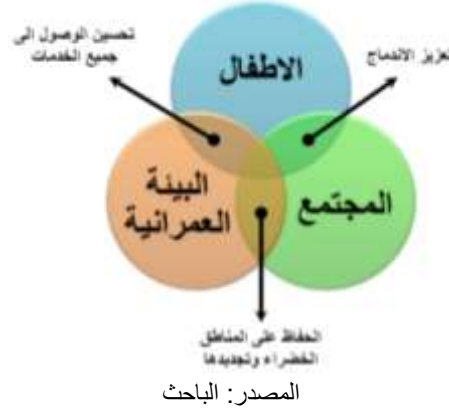 تحسين الوصول الى
جميع الخدمات
الاطفال
تعزيز الاندماج
البيئة
العمرانية
المجتمع
الحفاظ على المناطق
الخضراء وتجديدها
المصدر: الباحث